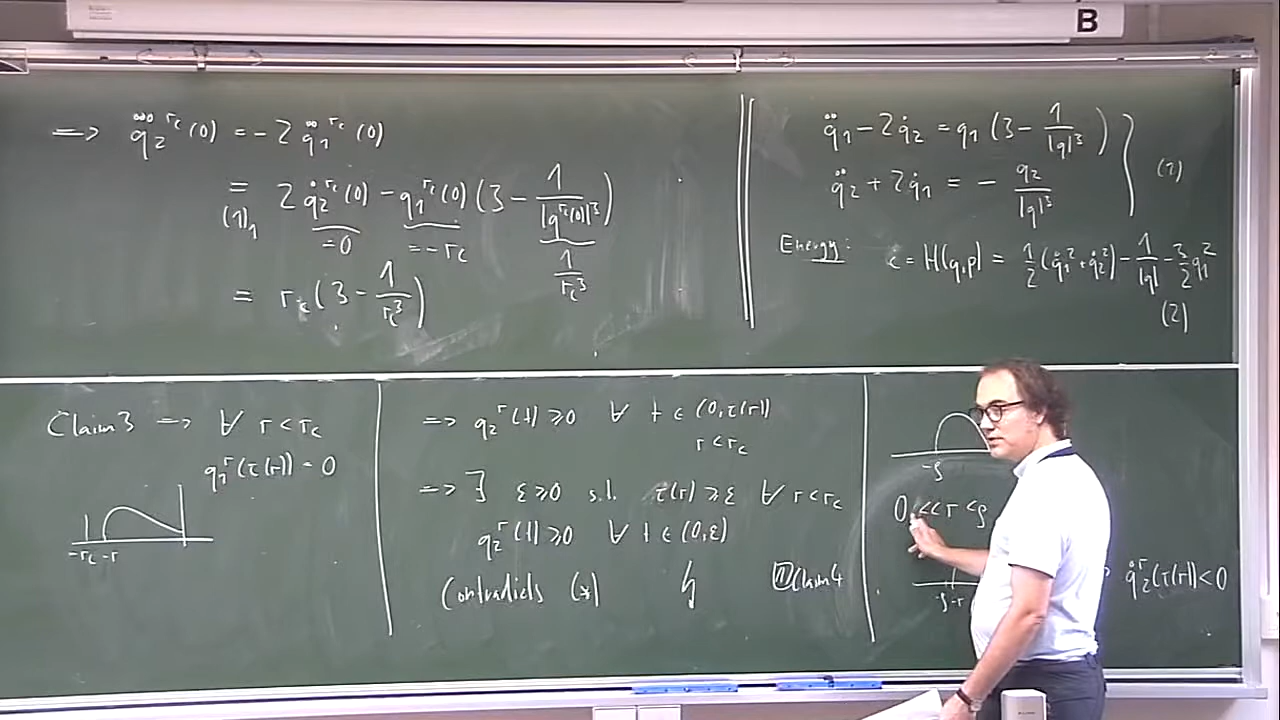 B
=> q⃛₂^{r_c}(0) = -2 q̈₁^{r_c}(0)
= 2 q̇₂^{r_c}(0) - q₁^{r_c}(0) (3 - 1/|q^{r_c}(0)|³)
(1)₁ =0 =-r_c 1/r_c³
= r_c (3 - 1/r_c³)
q̈₁ - 2q̇₂ = q₁ (3 - 1/|q|³)
q̈₂ + 2q̇₁ = - q₂/|q|³
(1)
Energy: c = H(q,p) = 1/2 (q̇₁² + q̇₂²) - 1/|q| - 3/2 q₁²
(2)
Claim 3 => ∀ r < r_c
q₁^r(τ(r)) = 0
-r_c -r
=> q₂^r(t) ≥ 0 ∀ t ∈ (0,τ(r))
r < r_c
=> ∃ ε ≥ 0 s.t. τ(r) ≥ ε ∀ r < r_c
q₂^r(t) ≥ 0 ∀ t ∈ (0,ε)
Contradicts (*) ↯ □ Claim 4
-ρ
0 << r < ρ
-ρ -r
q̇₂^r(τ(r)) < 0